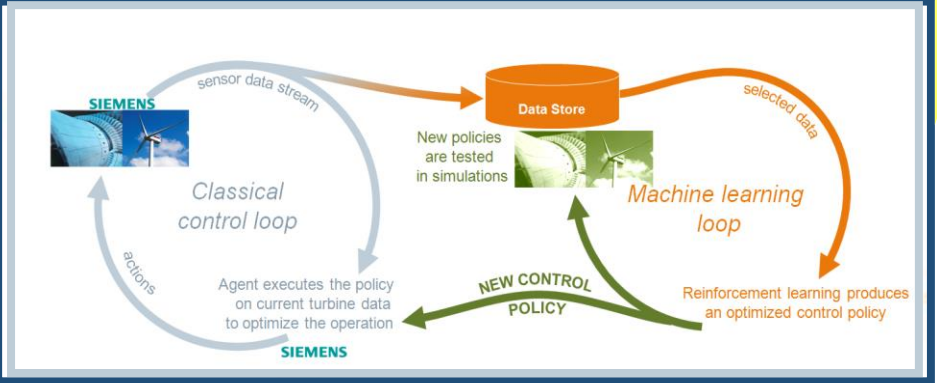 SIEMENS
sensor data stream
Classical
control loop
actions
Agent executes the policy
on current turbine data
to optimize the operation
SIEMENS
Data Store
New policies
are tested
in simulations
selected data
Machine learning
loop
Reinforcement learning produces
an optimized control policy
NEW CONTROL
POLICY